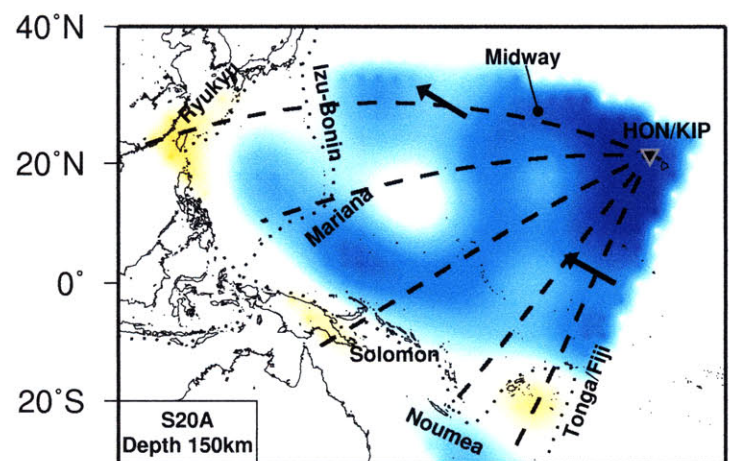 40˚N
Midway
Ryukyu
Izu-Bonin
HON/KIP
20˚N
Mariana
0˚
Solomon
Tonga/Fiji
20˚S
Noumea
S20A
Depth 150km